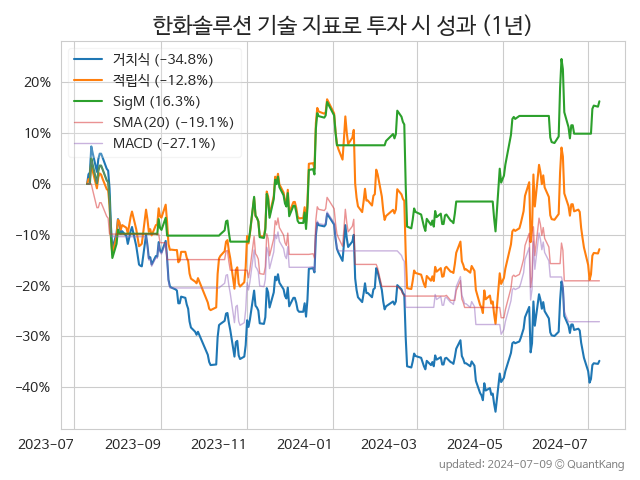 한화솔루션 기술 지표로 투자 시 성과 (1년)
거치식 (−34.8%)
적립식 (−12.8%)
SigM (16.3%)
SMA(20) (−19.1%)
MACD (−27.1%)
20%
10%
0%
−10%
−20%
−30%
−40%
2023-07 2023-09 2023-11 2024-01 2024-03 2024-05 2024-07
updated: 2024-07-09 ⓒ QuantKang